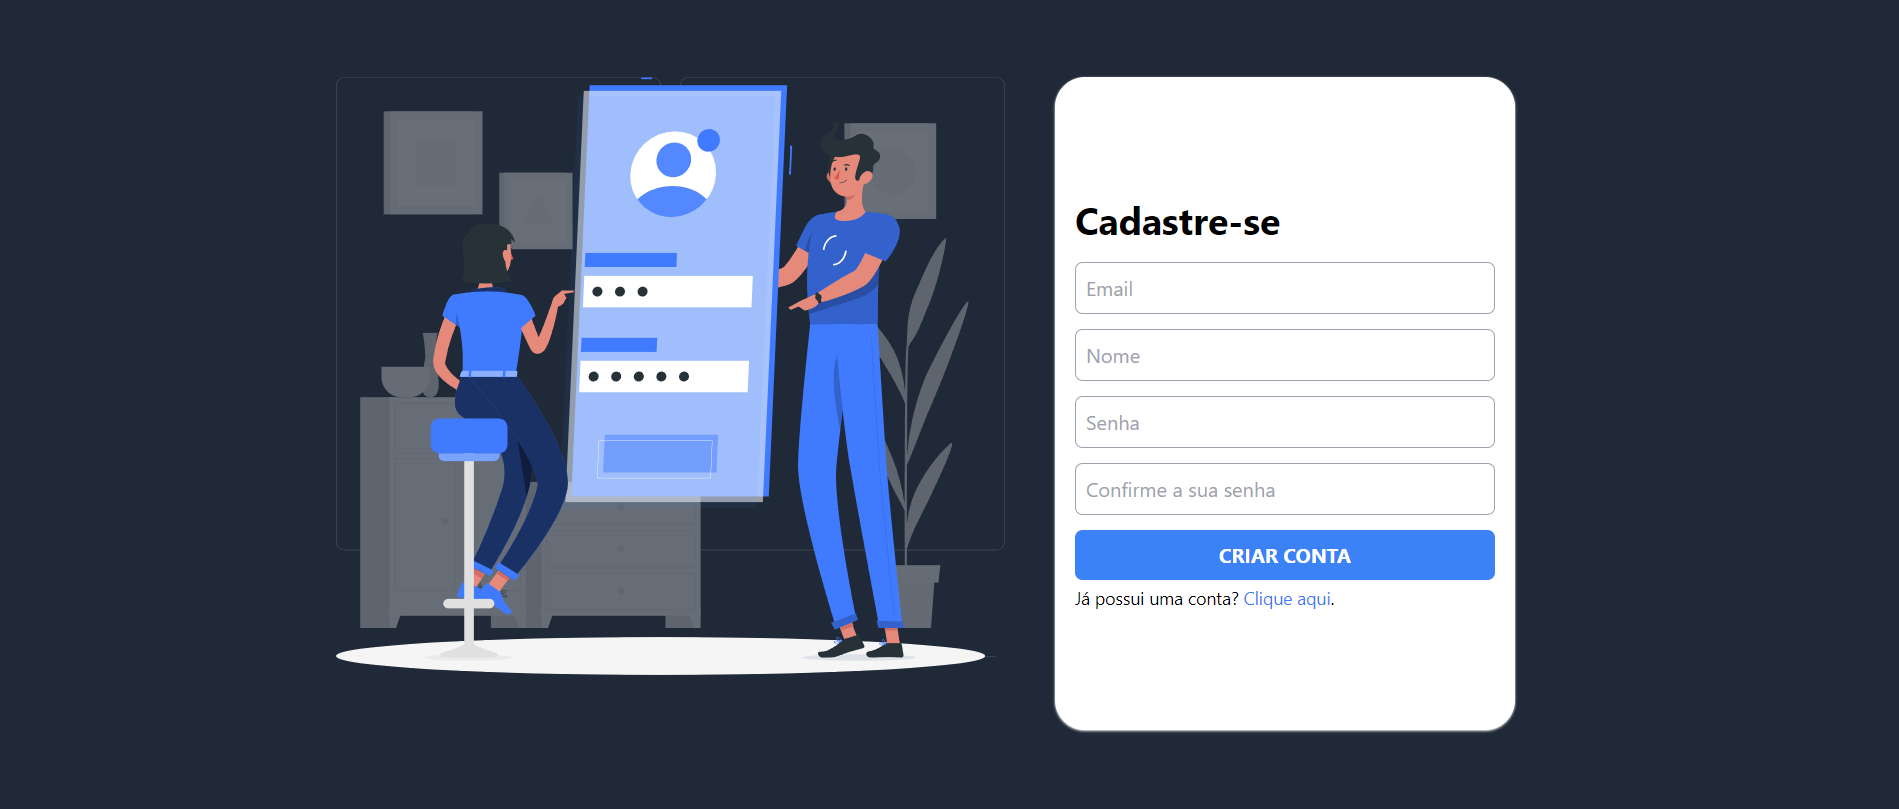 Cadastre-se
Email
Nome
Senha
Confirme a sua senha
CRIAR CONTA
Já possui uma conta? Clique aqui.